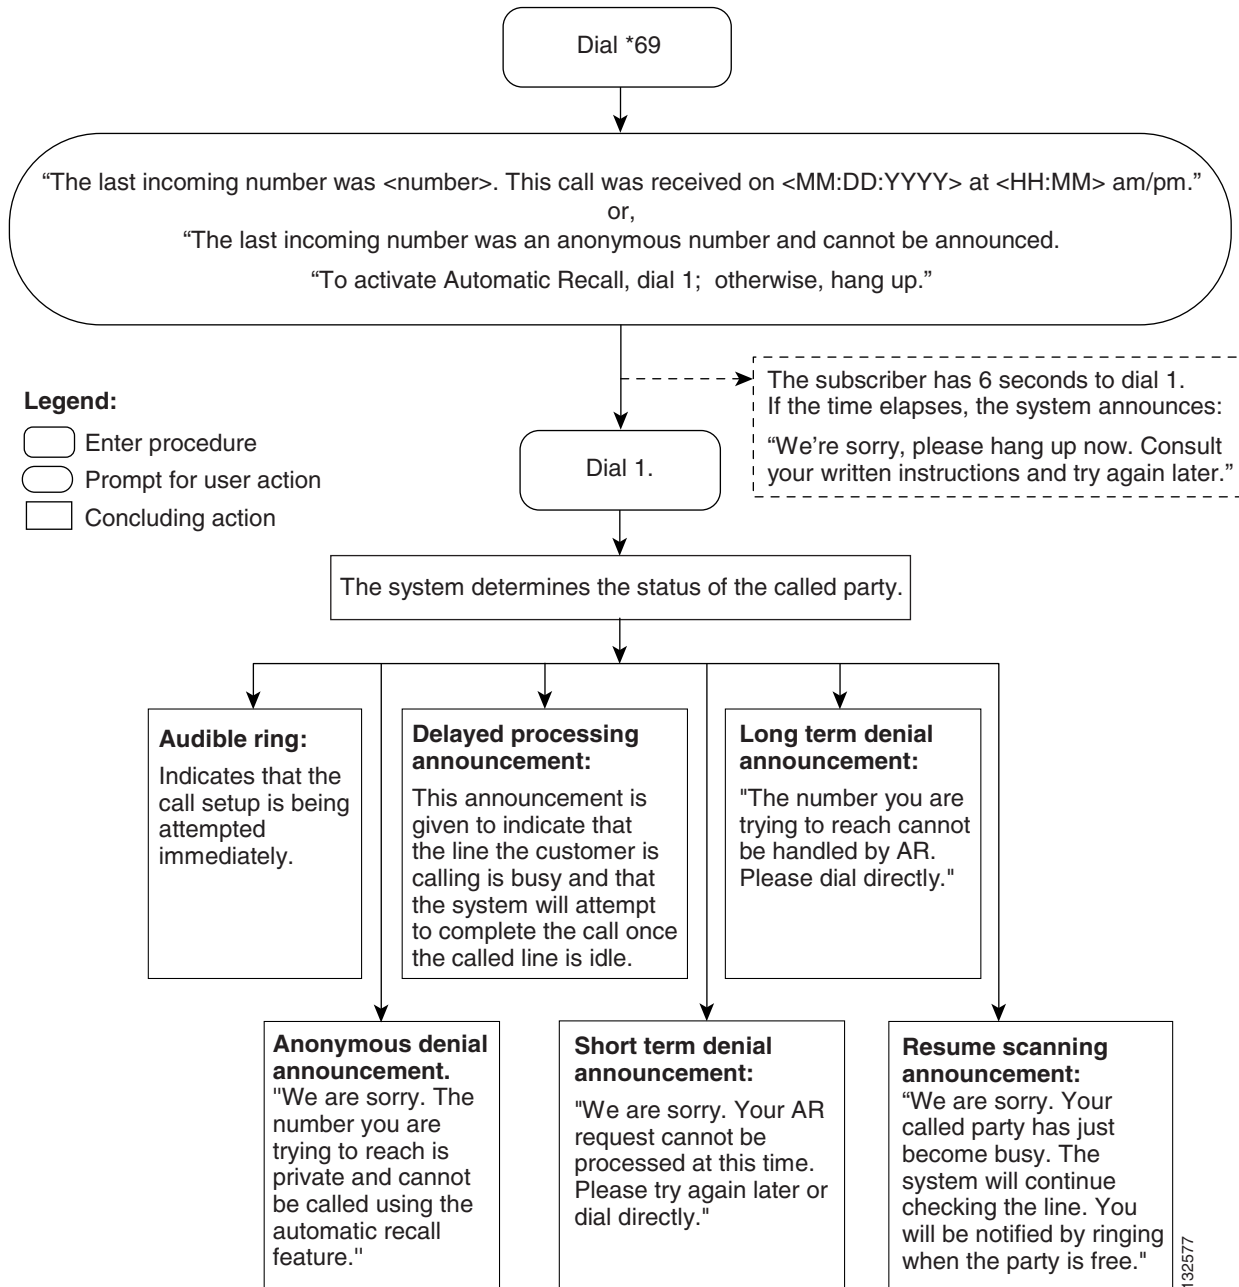 Dial *69
“The last incoming number was <number>. This call was received on <MM:DD:YYYY> at <HH:MM> am/pm.”
or,
“The last incoming number was an anonymous number and cannot be announced.
“To activate Automatic Recall, dial 1; otherwise, hang up.”
The subscriber has 6 seconds to dial 1.
If the time elapses, the system announces:
“We’re sorry, please hang up now. Consult
your written instructions and try again later.”
Legend:
Enter procedure
Prompt for user action
Concluding action
Dial 1.
The system determines the status of the called party.
Audible ring:
Indicates that the
call setup is being
attempted
immediately.
Delayed processing
announcement:
This announcement is
given to indicate that
the line the customer is
calling is busy and that
the system will attempt
to complete the call once
the called line is idle.
Long term denial
announcement:
"The number you are
trying to reach cannot
be handled by AR.
Please dial directly."
Anonymous denial
announcement.
"We are sorry. The
number you are
trying to reach is
private and cannot
be called using the
automatic recall
feature."
Short term denial
announcement:
"We are sorry. Your AR
request cannot be
processed at this time.
Please try again later or
dial directly."
Resume scanning
announcement:
“We are sorry. Your
called party has just
become busy. The
system will continue
checking the line. You
will be notified by ringing
when the party is free."
132577